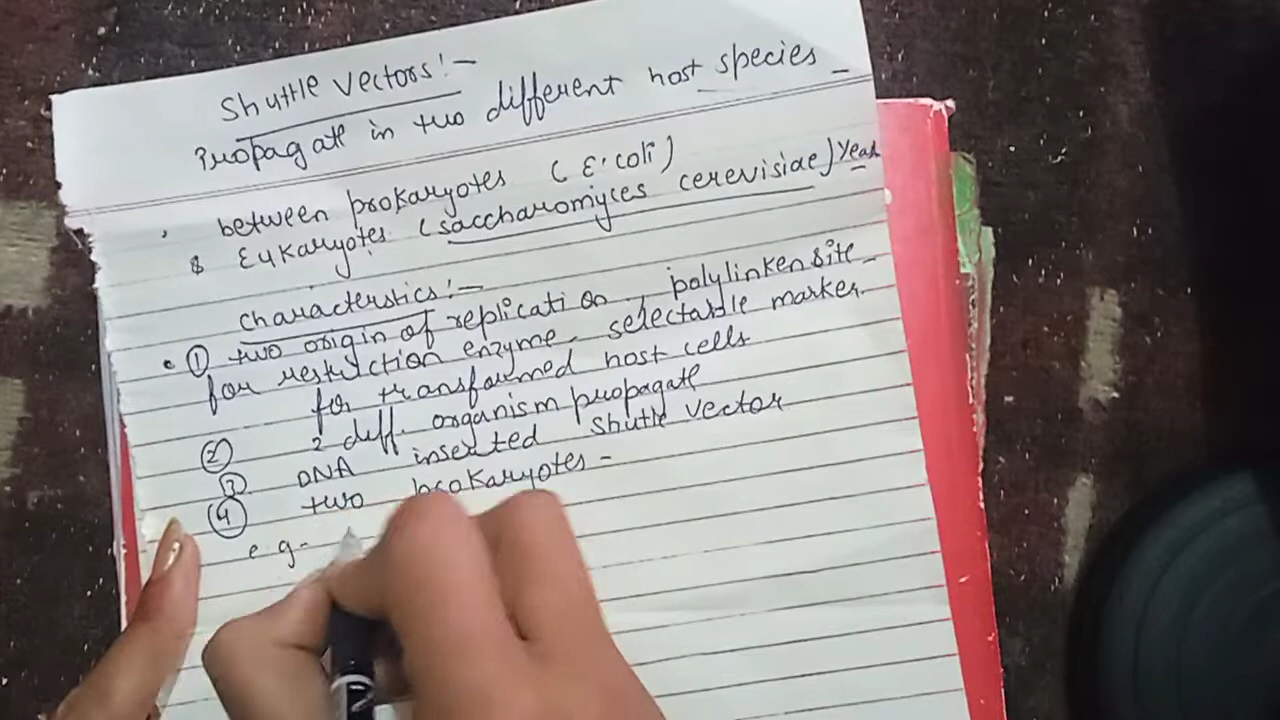 Shuttle Vectors:-
Propagate in two different host species -
. between prokaryotes (E.coli)
& Eukaryotes (saccharomyces cerevisiae) Yeast
characterstics:-
• ① two origin of replication, polylinken site -
for restriction enzyme, selectable marker
for transformed host cells
② 2 diff. organism propagate
③ DNA inserted shuttle vector
④ two prokaryotes -
e g-